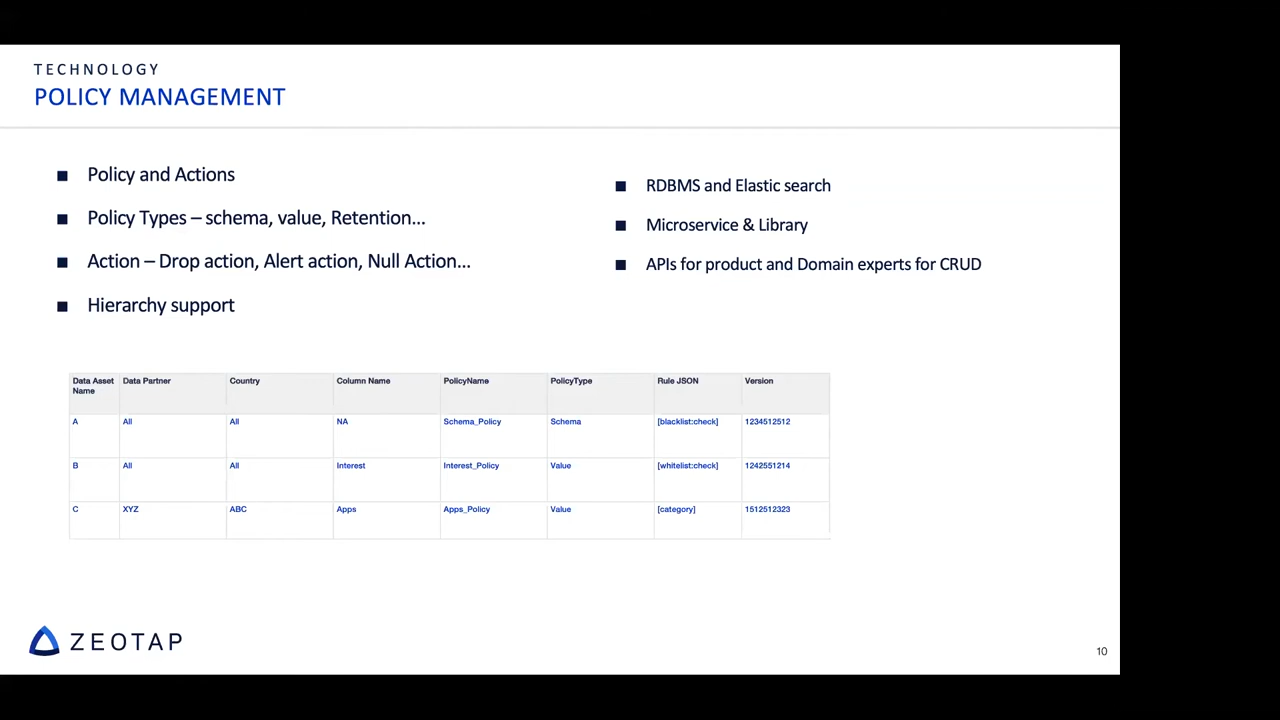 TECHNOLOGY
POLICY MANAGEMENT
■ Policy and Actions
■ Policy Types – schema, value, Retention...
■ Action – Drop action, Alert action, Null Action...
■ Hierarchy support
■ RDBMS and Elastic search
■ Microservice & Library
■ APIs for product and Domain experts for CRUD
Data Asset Name Data Partner Country Column Name PolicyName PolicyType Rule JSON Version
A All All NA Schema_Policy Schema [blacklist:check] 1234512512
B All All Interest Interest_Policy Value [whitelist:check] 1242551214
C XYZ ABC Apps Apps_Policy Value [category] 1512512323
ZEOTAP
10